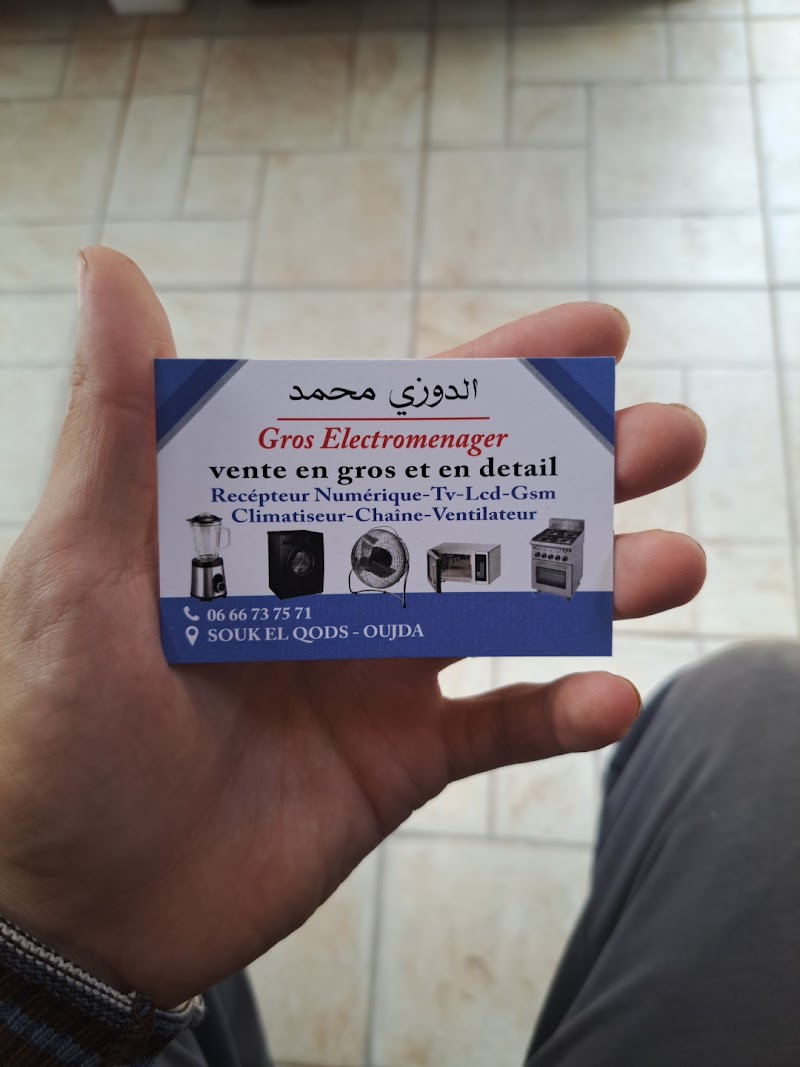 الدوزي محمد
Gros Electromenager
vente en gros et en detail
Recépteur Numérique-Tv-Lcd-Gsm
Climatiseur-Chaîne-Ventilateur
06 66 73 75 71
SOUK EL QODS - OUJDA